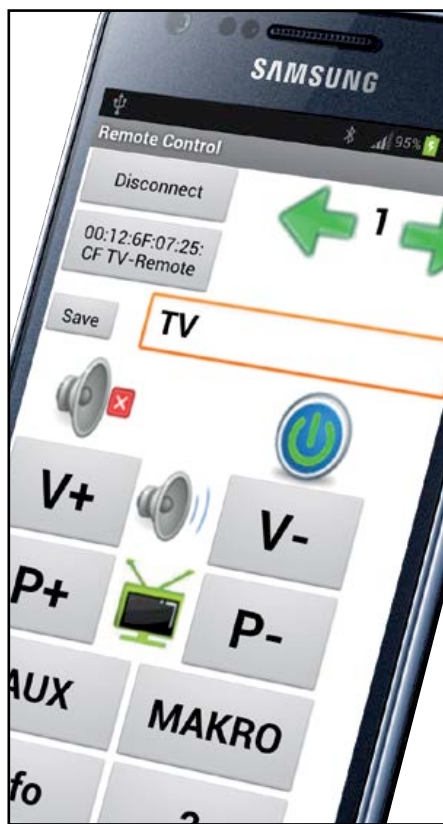 SAMSUNG
95%
Remote Control
Disconnect
1
00:12:6F:07:25:
CF TV-Remote
Save
TV
V+
V-
P+
P-
AUX
MAKRO
fo